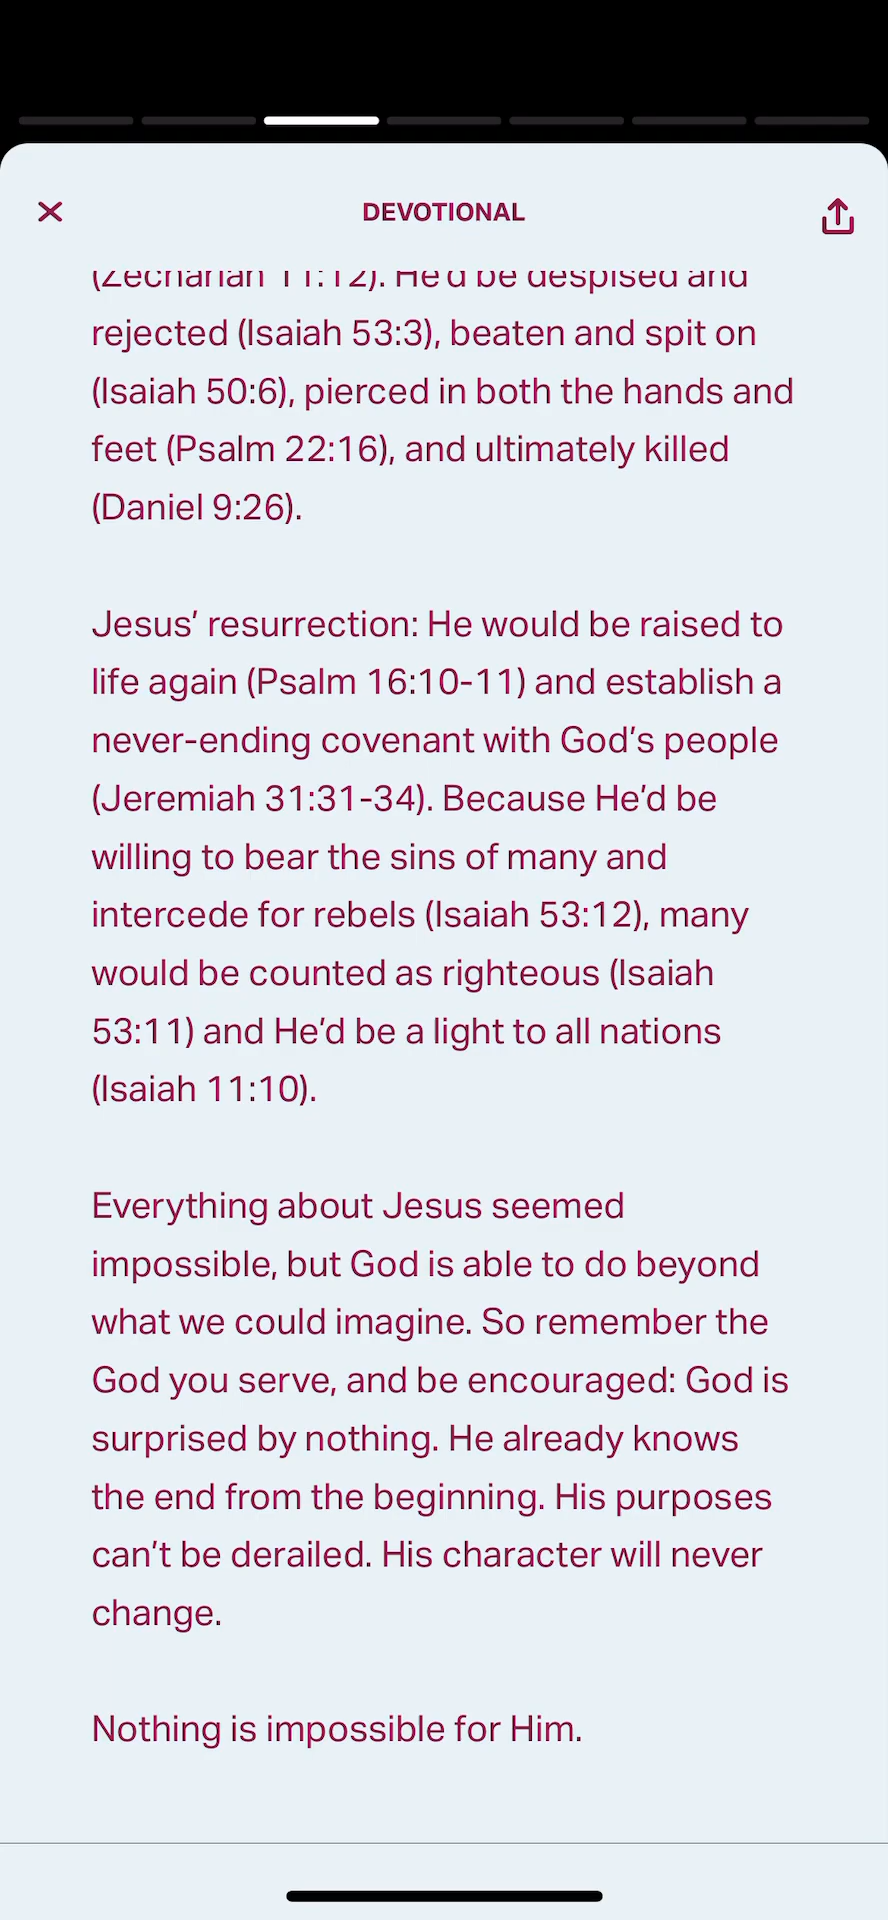 DEVOTIONAL
(Zechariah 11:12). He’d be despised and
rejected (Isaiah 53:3), beaten and spit on
(Isaiah 50:6), pierced in both the hands and
feet (Psalm 22:16), and ultimately killed
(Daniel 9:26).
Jesus’ resurrection: He would be raised to
life again (Psalm 16:10-11) and establish a
never-ending covenant with God’s people
(Jeremiah 31:31-34). Because He’d be
willing to bear the sins of many and
intercede for rebels (Isaiah 53:12), many
would be counted as righteous (Isaiah
53:11) and He’d be a light to all nations
(Isaiah 11:10).
Everything about Jesus seemed
impossible, but God is able to do beyond
what we could imagine. So remember the
God you serve, and be encouraged: God is
surprised by nothing. He already knows
the end from the beginning. His purposes
can’t be derailed. His character will never
change.
Nothing is impossible for Him.